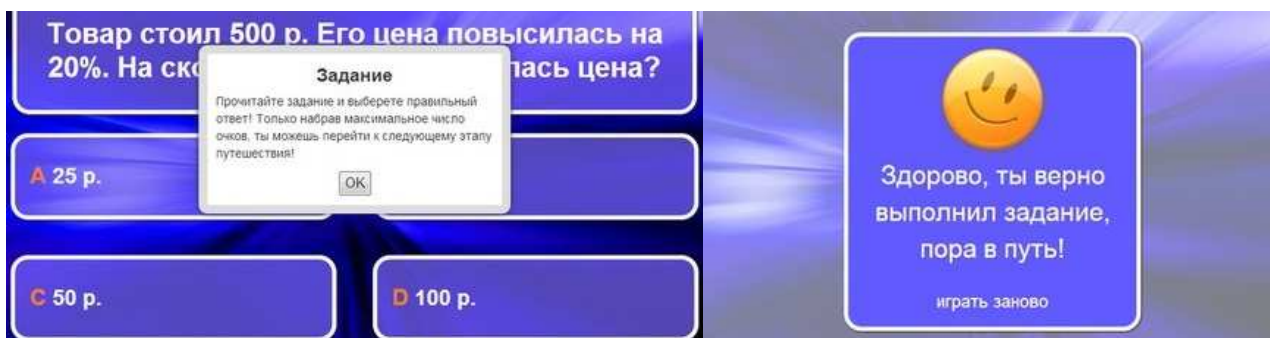 Товар стоил 500 р. Его цена повысилась на
20%. На цена?
Задание
Прочитайте задание и выберете правильный
ответ! Только набрав максимальное число
очков, ты можешь перейти к следующему этапу
путешествия!
OK
A 25 р.
C 50 р.
D 100 р.
Здорово, ты верно
выполнил задание,
пора в путь!
играть заново